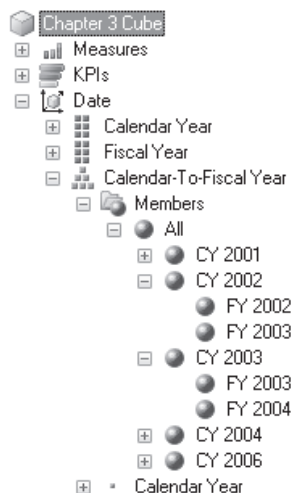 Chapter 3 Cube
Measures
KPIs
Date
Calendar Year
Fiscal Year
Calendar-To-Fiscal Year
Members
All
CY 2001
CY 2002
FY 2002
FY 2003
CY 2003
FY 2003
FY 2004
CY 2004
CY 2006
Calendar Year